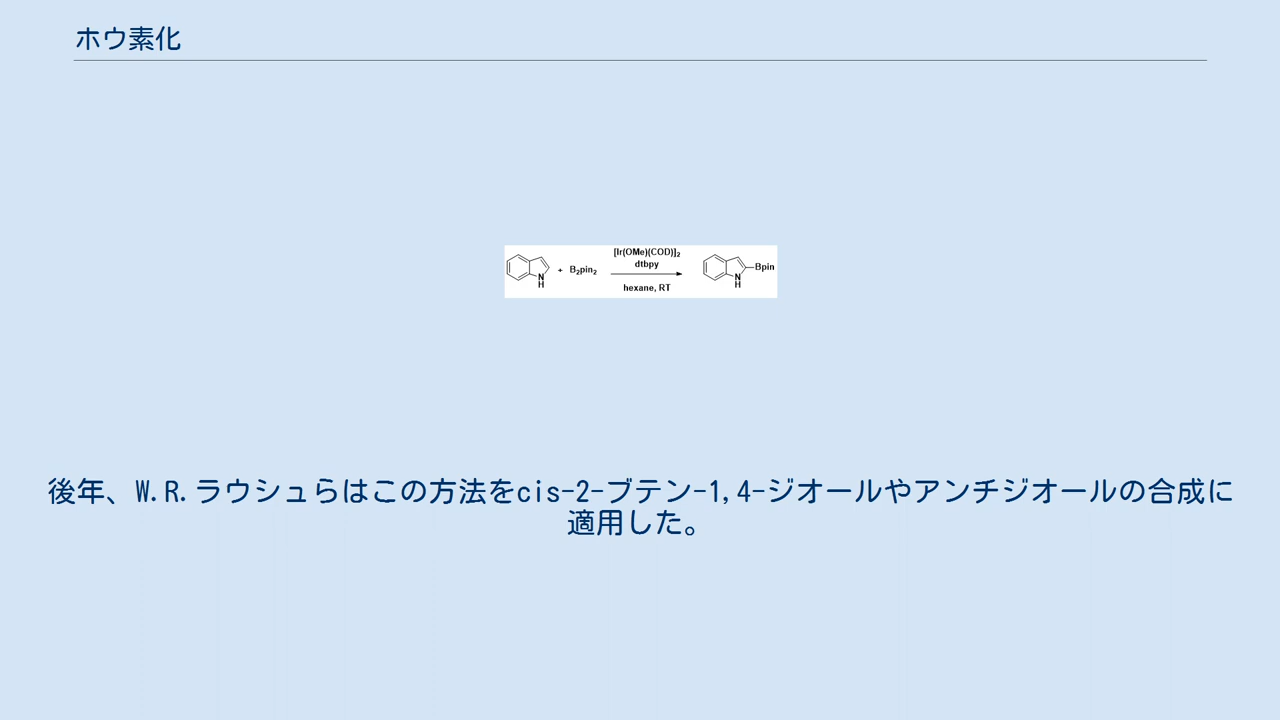 ホウ素化
[Ir(OMe)(COD)]₂
dtbpy
+ B₂pin₂
Bpin
N
H
N
H
hexane, RT
後年、W.R.ラウシュらはこの方法をcis-2-ブテン-1,4-ジオールやアンチジオールの合成に
適用した。